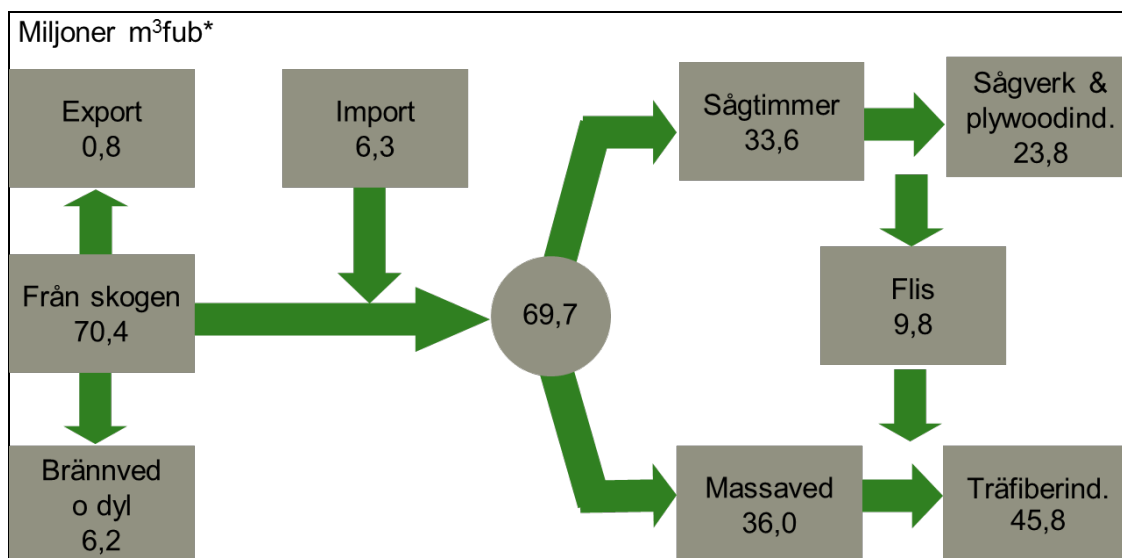 Miljoner m³fub*
Export
0,8
Import
6,3
Sågtimmer
33,6
Sågverk &
plywoodind.
23,8
Från skogen
70,4
69,7
Flis
9,8
Brännved
o dyl
6,2
Massaved
36,0
Träfiberind.
45,8